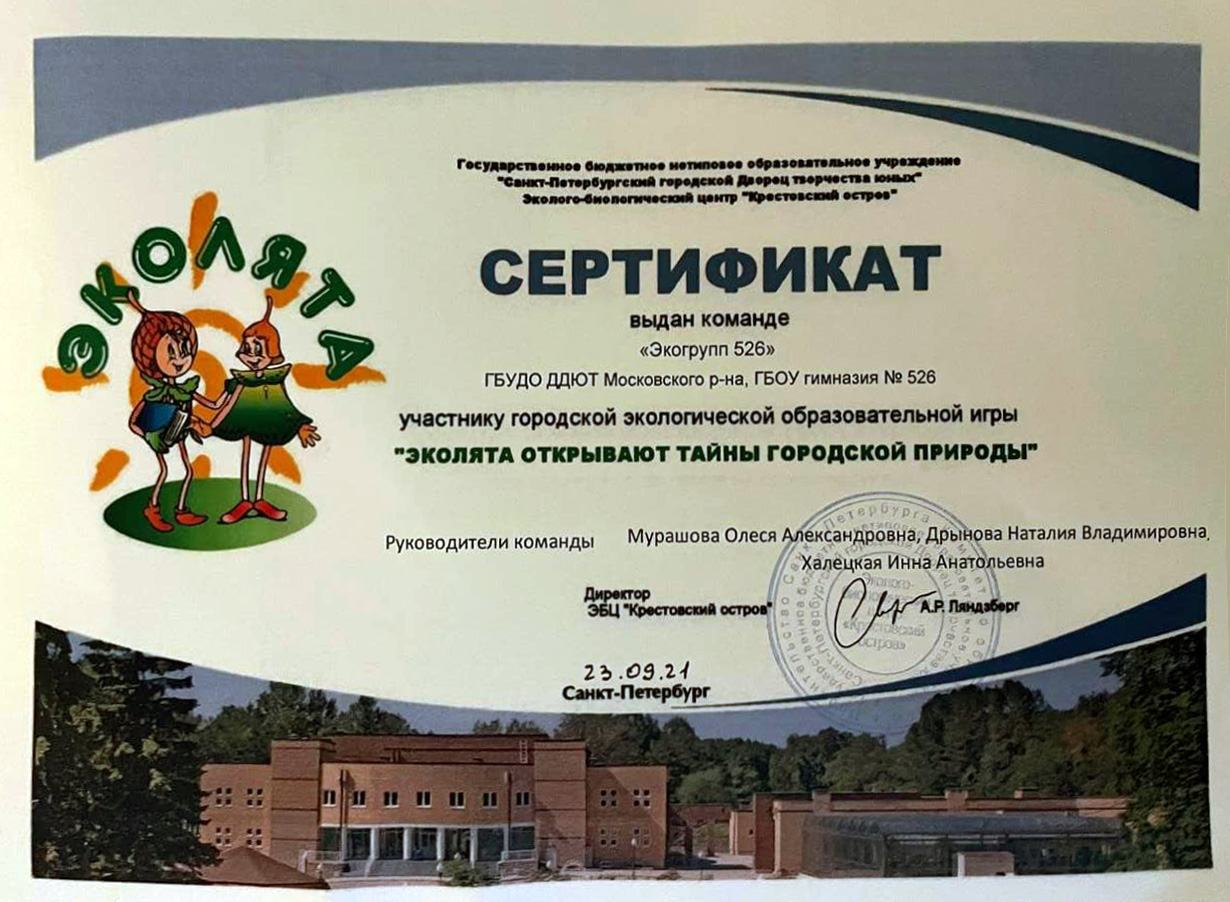 Государственное бюджетное нетиповое образовательное учреждение
"Санкт-Петербургский городской Дворец творчества юных"
Эколого-биологический центр "Крестовский остров"
ЭКОЛЯТА
СЕРТИФИКАТ
выдан команде
«Экогрупп 526»
ГБУДО ДДЮТ Московского р-на, ГБОУ гимназия № 526
участнику городской экологической образовательной игры
"ЭКОЛЯТА ОТКРЫВАЮТ ТАЙНЫ ГОРОДСКОЙ ПРИРОДЫ"
Руководители команды Мурашова Олеся Александровна, Дрынова Наталия Владимировна,
Халецкая Инна Анатольевна
Директор
ЭБЦ "Крестовский остров" А.Р. Ляндзберг
Эколого-
«Крестовский
остров»
23.09.21
Санкт-Петербург